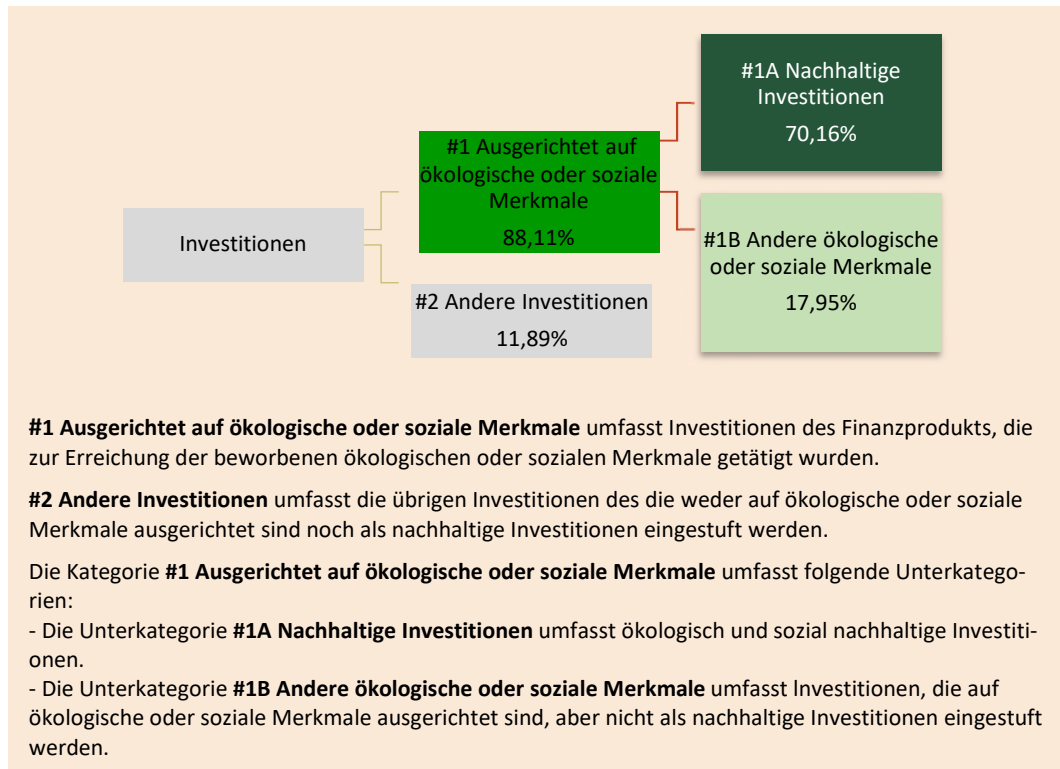 #1A Nachhaltige
Investitionen
70,16%
#1 Ausgerichtet auf
ökologische oder soziale
Merkmale
88,11%
Investitionen
#1B Andere ökologische
oder soziale Merkmale
17,95%
#2 Andere Investitionen
11,89%
#1 Ausgerichtet auf ökologische oder soziale Merkmale umfasst Investitionen des Finanzprodukts, die
zur Erreichung der beworbenen ökologischen oder sozialen Merkmale getätigt wurden.
#2 Andere Investitionen umfasst die übrigen Investitionen des die weder auf ökologische oder soziale
Merkmale ausgerichtet sind noch als nachhaltige Investitionen eingestuft werden.
Die Kategorie #1 Ausgerichtet auf ökologische oder soziale Merkmale umfasst folgende Unterkatego-
rien:
- Die Unterkategorie #1A Nachhaltige Investitionen umfasst ökologisch und sozial nachhaltige Investiti-
onen.
- Die Unterkategorie #1B Andere ökologische oder soziale Merkmale umfasst lnvestitionen, die auf
ökologische oder soziale Merkmale ausgerichtet sind, aber nicht als nachhaltige Investitionen eingestuft
werden.